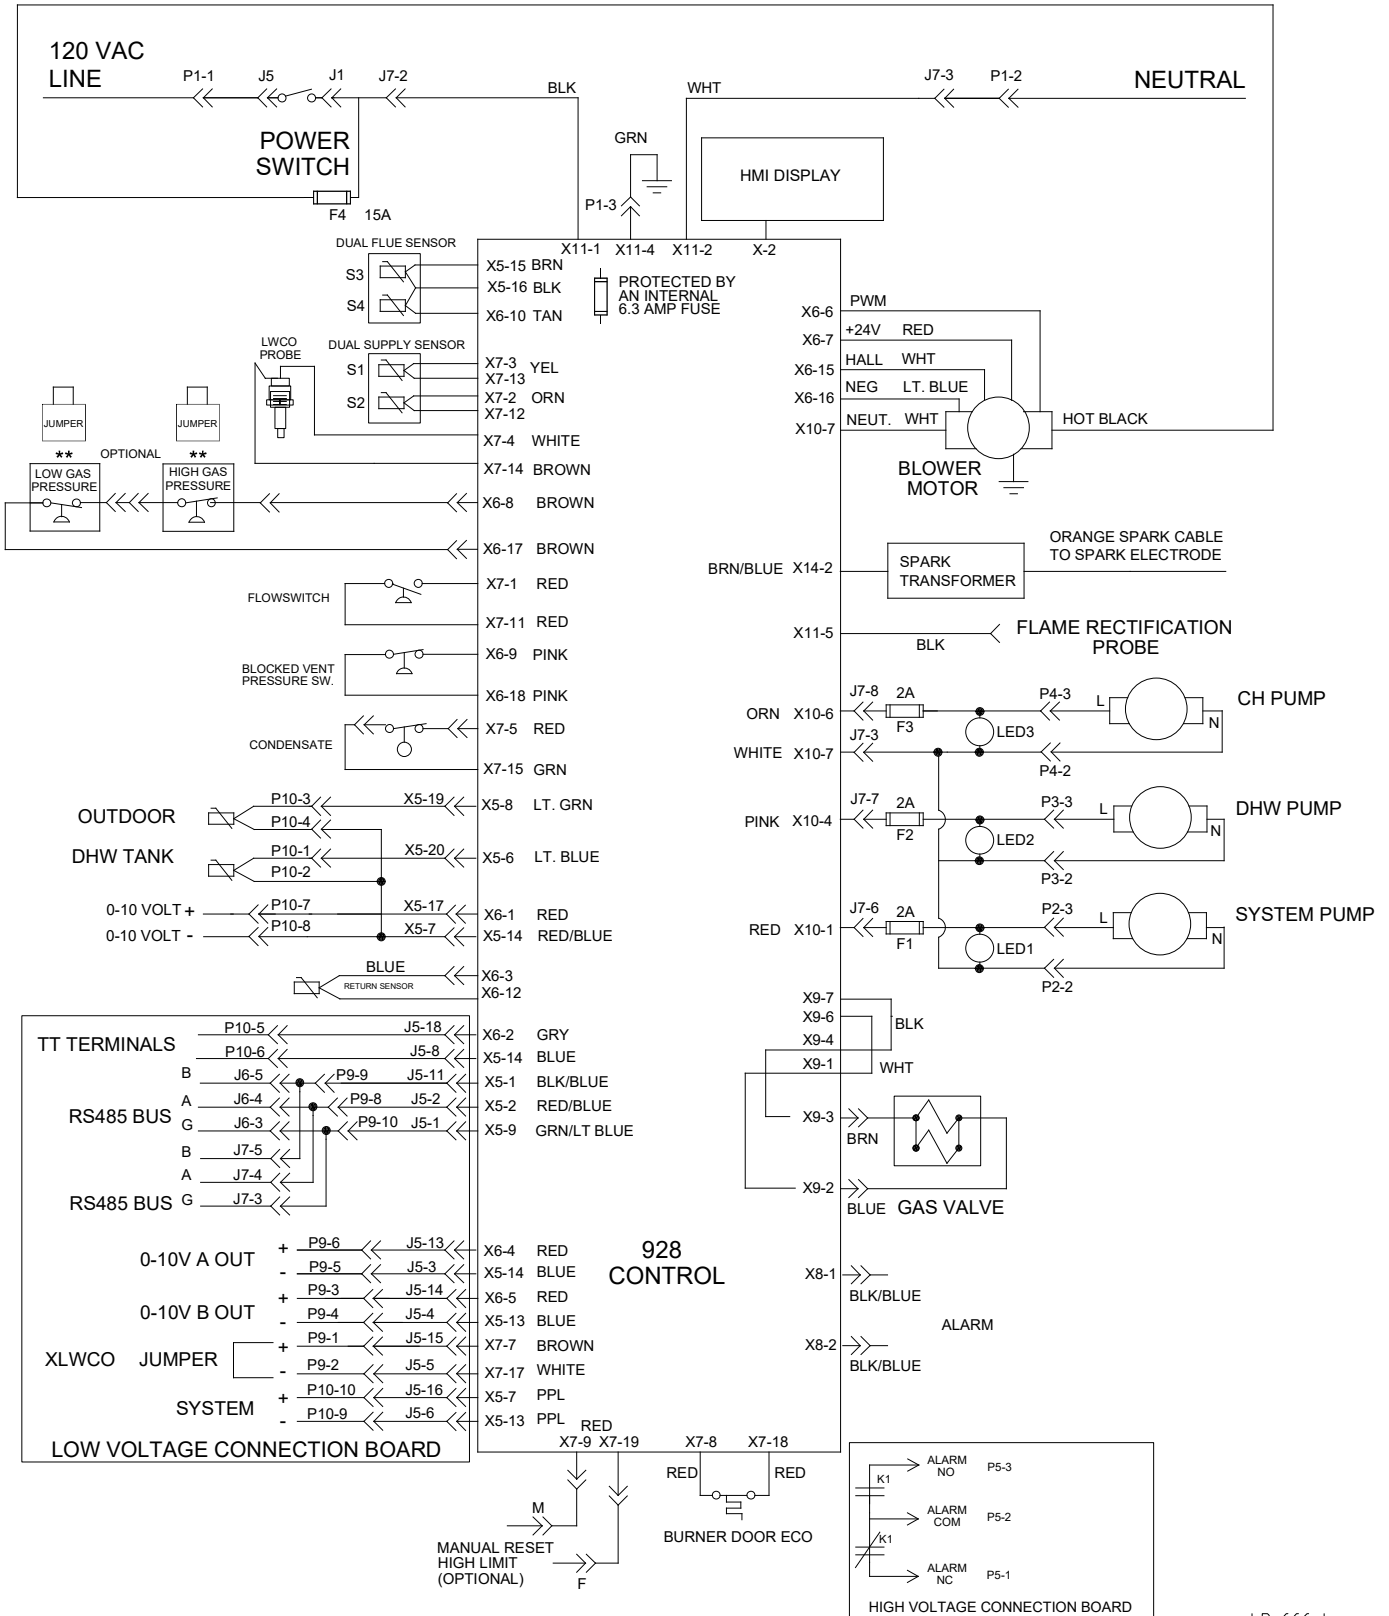 120 VAC
LINE
P1-1
J5
J1
J7-2
BLK
WHT
J7-3
P1-2
NEUTRAL
POWER
SWITCH
F4 15A
GRN
P1-3
HMI DISPLAY
X11-1
X11-4
X11-2
X-2
PROTECTED BY
AN INTERNAL
6.3 AMP FUSE
DUAL FLUE SENSOR
S3
S4
X5-15 BRN
X5-16 BLK
X6-10 TAN
LWCO
PROBE
DUAL SUPPLY SENSOR
S1
S2
X7-3 YEL
X7-13
X7-2 ORN
X7-12
X7-4 WHITE
X7-14 BROWN
JUMPER
JUMPER
** OPTIONAL **
LOW GAS
PRESSURE
HIGH GAS
PRESSURE
X6-8 BROWN
X6-17 BROWN
FLOWSWITCH
X7-1 RED
X7-11 RED
BLOCKED VENT
PRESSURE SW.
X6-9 PINK
X6-18 PINK
CONDENSATE
X7-5 RED
X7-15 GRN
OUTDOOR
P10-3 X5-19 X5-8 LT. GRN
P10-4
DHW TANK
P10-1 X5-20 X5-6 LT. BLUE
P10-2
0-10 VOLT + P10-7 X5-17 X6-1 RED
0-10 VOLT - P10-8 X5-7 X5-14 RED/BLUE
BLUE
RETURN SENSOR
X6-3
X6-12
TT TERMINALS
P10-5 J5-18 X6-2 GRY
P10-6 J5-8 X5-14 BLUE
B J6-5 P9-9 J5-11 X5-1 BLK/BLUE
A J6-4 P9-8 J5-2 X5-2 RED/BLUE
RS485 BUS
G J6-3 P9-10 J5-1 X5-9 GRN/LT BLUE
B J7-5
A J7-4
RS485 BUS G J7-3
0-10V A OUT
+ P9-6 J5-13 X6-4 RED
- P9-5 J5-3 X5-14 BLUE
0-10V B OUT
+ P9-3 J5-14 X6-5 RED
- P9-4 J5-4 X5-13 BLUE
XLWCO JUMPER
+ P9-1 J5-15 X7-7 BROWN
- P9-2 J5-5 X7-17 WHITE
SYSTEM
+ P10-10 J5-16 X5-7 PPL
- P10-9 J5-6 X5-13 PPL
LOW VOLTAGE CONNECTION BOARD
928
CONTROL
X6-6 PWM
X6-7 +24V RED
X6-15 HALL WHT
X6-16 NEG LT. BLUE
X10-7 NEUT. WHT
HOT BLACK
BLOWER
MOTOR
BRN/BLUE X14-2
SPARK
TRANSFORMER
ORANGE SPARK CABLE
TO SPARK ELECTRODE
X11-5
BLK
FLAME RECTIFICATION
PROBE
ORN X10-6 J7-8 2A F3 LED3 P4-3 L N CH PUMP
WHITE X10-7 J7-3 P4-2
PINK X10-4 J7-7 2A F2 LED2 P3-3 L N DHW PUMP
P3-2
RED X10-1 J7-6 2A F1 LED1 P2-3 L N SYSTEM PUMP
P2-2
X9-7
X9-6
BLK
X9-4
X9-1
WHT
X9-3
BRN
X9-2
BLUE GAS VALVE
X8-1
BLK/BLUE
ALARM
X8-2
BLK/BLUE
RED
X7-9 X7-19 X7-8 X7-18
RED RED
M
MANUAL RESET
HIGH LIMIT
(OPTIONAL)
F
BURNER DOOR ECO
K1
ALARM
NO
P5-3
ALARM
COM
P5-2
K1
ALARM
NC
P5-1
HIGH VOLTAGE CONNECTION BOARD